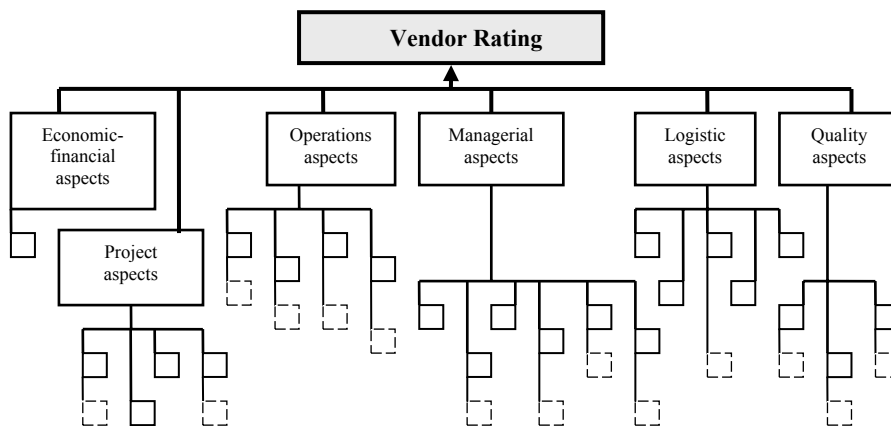 Vendor Rating
Economic-
financial
aspects
Operations
aspects
Managerial
aspects
Logistic
aspects
Quality
aspects
Project
aspects